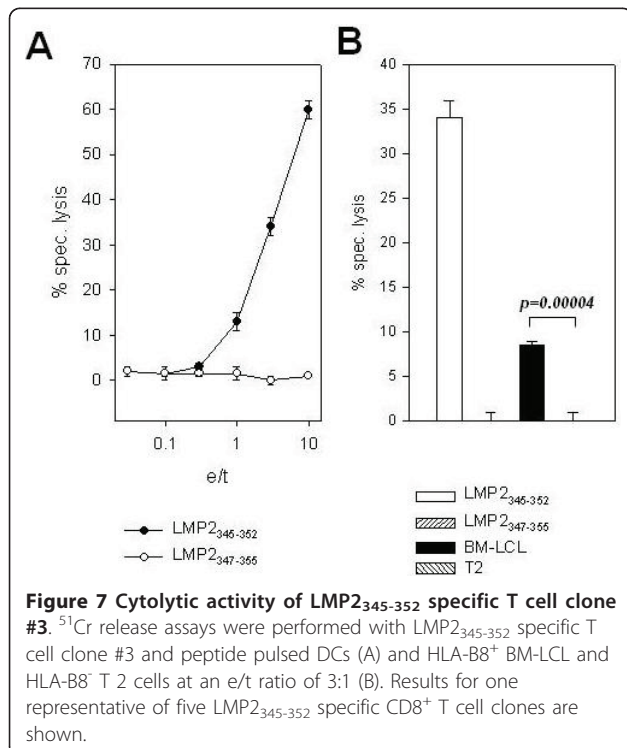 A
B
70
60
50
40
30
20
10
0
% spec. lysis
0.1
1
10
e/t
40
35
30
25
20
15
10
5
0
% spec. lysis
p=0.00004
LMP2₃₄₅₋₃₅₂
LMP2₃₄₇₋₃₅₅
LMP2₃₄₅₋₃₅₂
LMP2₃₄₇₋₃₅₅
BM-LCL
T2
Figure 7 Cytolytic activity of LMP2₃₄₅₋₃₅₂ specific T cell clone
#3. ⁵¹Cr release assays were performed with LMP2₃₄₅₋₃₅₂ specific T
cell clone #3 and peptide pulsed DCs (A) and HLA-B8⁺ BM-LCL and
HLA-B8⁻ T 2 cells at an e/t ratio of 3:1 (B). Results for one
representative of five LMP2₃₄₅₋₃₅₂ specific CD8⁺ T cell clones are
shown.